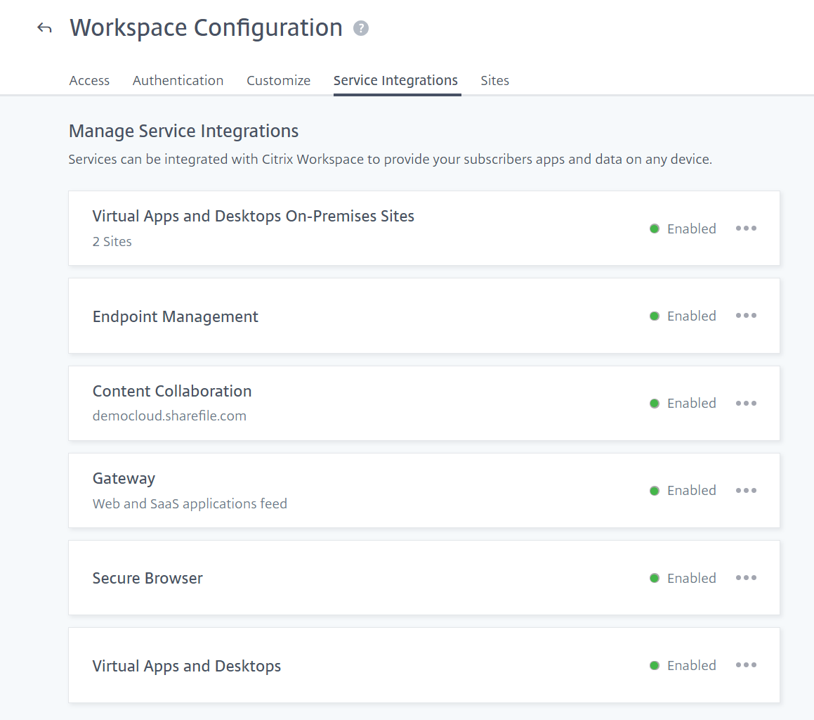 Workspace Configuration ?
Access Authentication Customize Service Integrations Sites
Manage Service Integrations
Services can be integrated with Citrix Workspace to provide your subscribers apps and data on any device.
Virtual Apps and Desktops On-Premises Sites
2 Sites
Enabled
Endpoint Management
Enabled
Content Collaboration
democloud.sharefile.com
Enabled
Gateway
Web and SaaS applications feed
Enabled
Secure Browser
Enabled
Virtual Apps and Desktops
Enabled